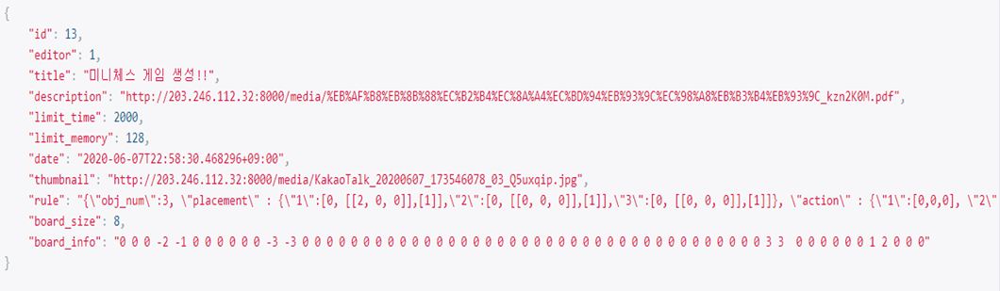 {
"id": 13,
"editor": 1,
"title": "미니체스 게임 생성!!",
"description": "http://203.246.112.32:8000/media/%EB%AF%B8%EB%8B%88%EC%B2%B4%EC%8A%A4%EC%BD%94%EB%93%9C%EC%98%A8%EB%B3%B4%EB%93%9C_kzn2K0M.pdf",
"limit_time": 2000,
"limit_memory": 128,
"date": "2020-06-07T22:58:30.468296+09:00",
"thumbnail": "http://203.246.112.32:8000/media/KakaoTalk_20200607_173546078_03_Q5uxqip.jpg",
"rule": "{\"obj_num\":3, \"placement\" : {\"1\":[0, [[2, 0, 0]],[1]],\"2\":[0, [[0, 0, 0]],[1]],\"3\":[0, [[0, 0, 0]],[1]]}, \"action\" : {\"1\":[0,0,0], \"2\"
"board_size": 8,
"board_info": "0 0 0 -2 -1 0 0 0 0 0 0 -3 -3 0 0 0 0 0 0 0 0 0 0 0 0 0 0 0 0 0 0 0 0 0 0 0 0 0 0 0 0 0 0 0 0 0 0 0 0 0 0 3 3  0 0 0 0 0 0 1 2 0 0 0"
}